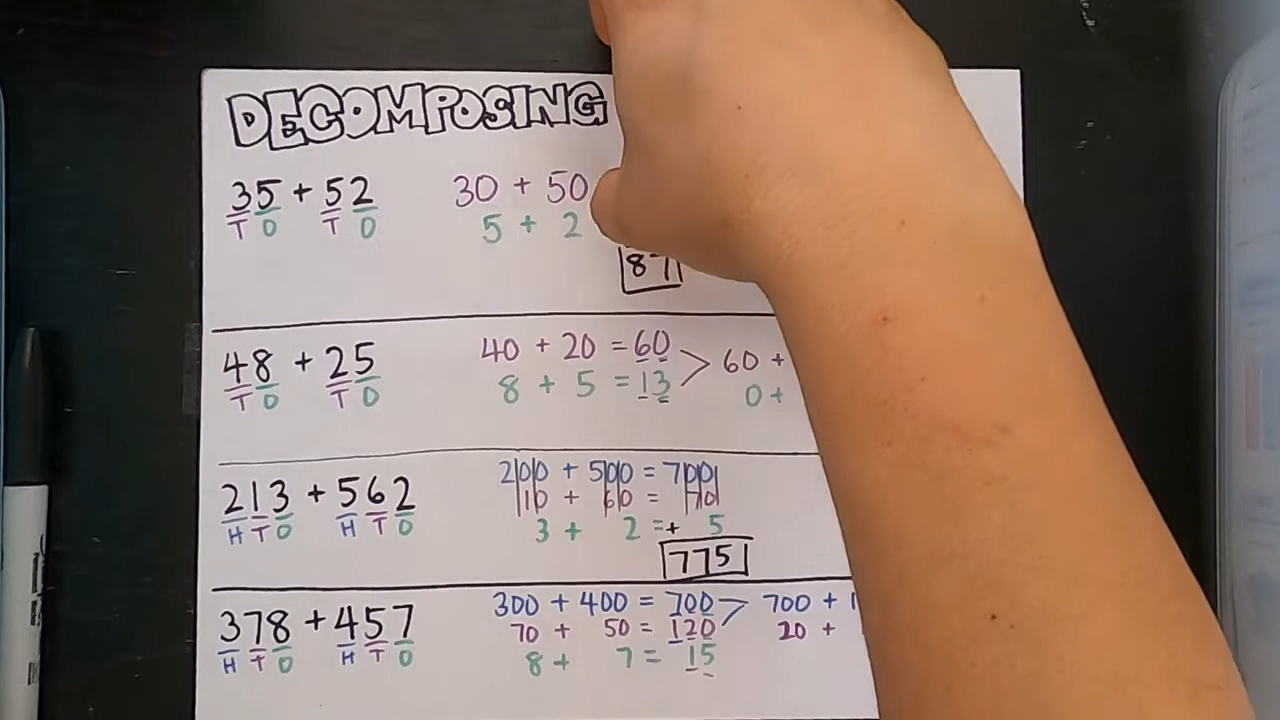 DECOMPOSING
35 + 52 30 + 50
T O T O 5 + 2
87
48 + 25 40 + 20 = 60 > 60 +
T O T O 8 + 5 = 13 0 +
213 + 562 200 + 500 = 700
10 + 60 = 70
H T O H T O 3 + 2 = + 5
775
378 + 457 300 + 400 = 700 > 700 + 1
70 + 50 = 120 20 +
H T O H T O 8 + 7 = 15